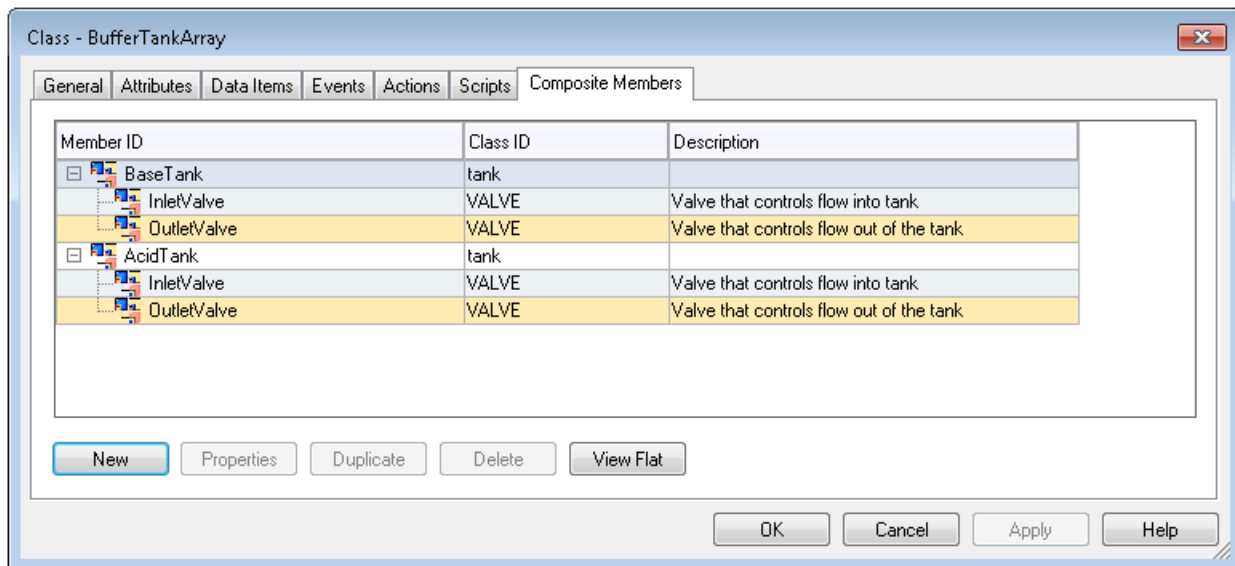 Class - BufferTankArray
General Attributes Data Items Events Actions Scripts Composite Members
Member ID Class ID Description
BaseTank tank
InletValve VALVE Valve that controls flow into tank
OutletValve VALVE Valve that controls flow out of the tank
AcidTank tank
InletValve VALVE Valve that controls flow into tank
OutletValve VALVE Valve that controls flow out of the tank
New Properties Duplicate Delete View Flat
OK Cancel Apply Help